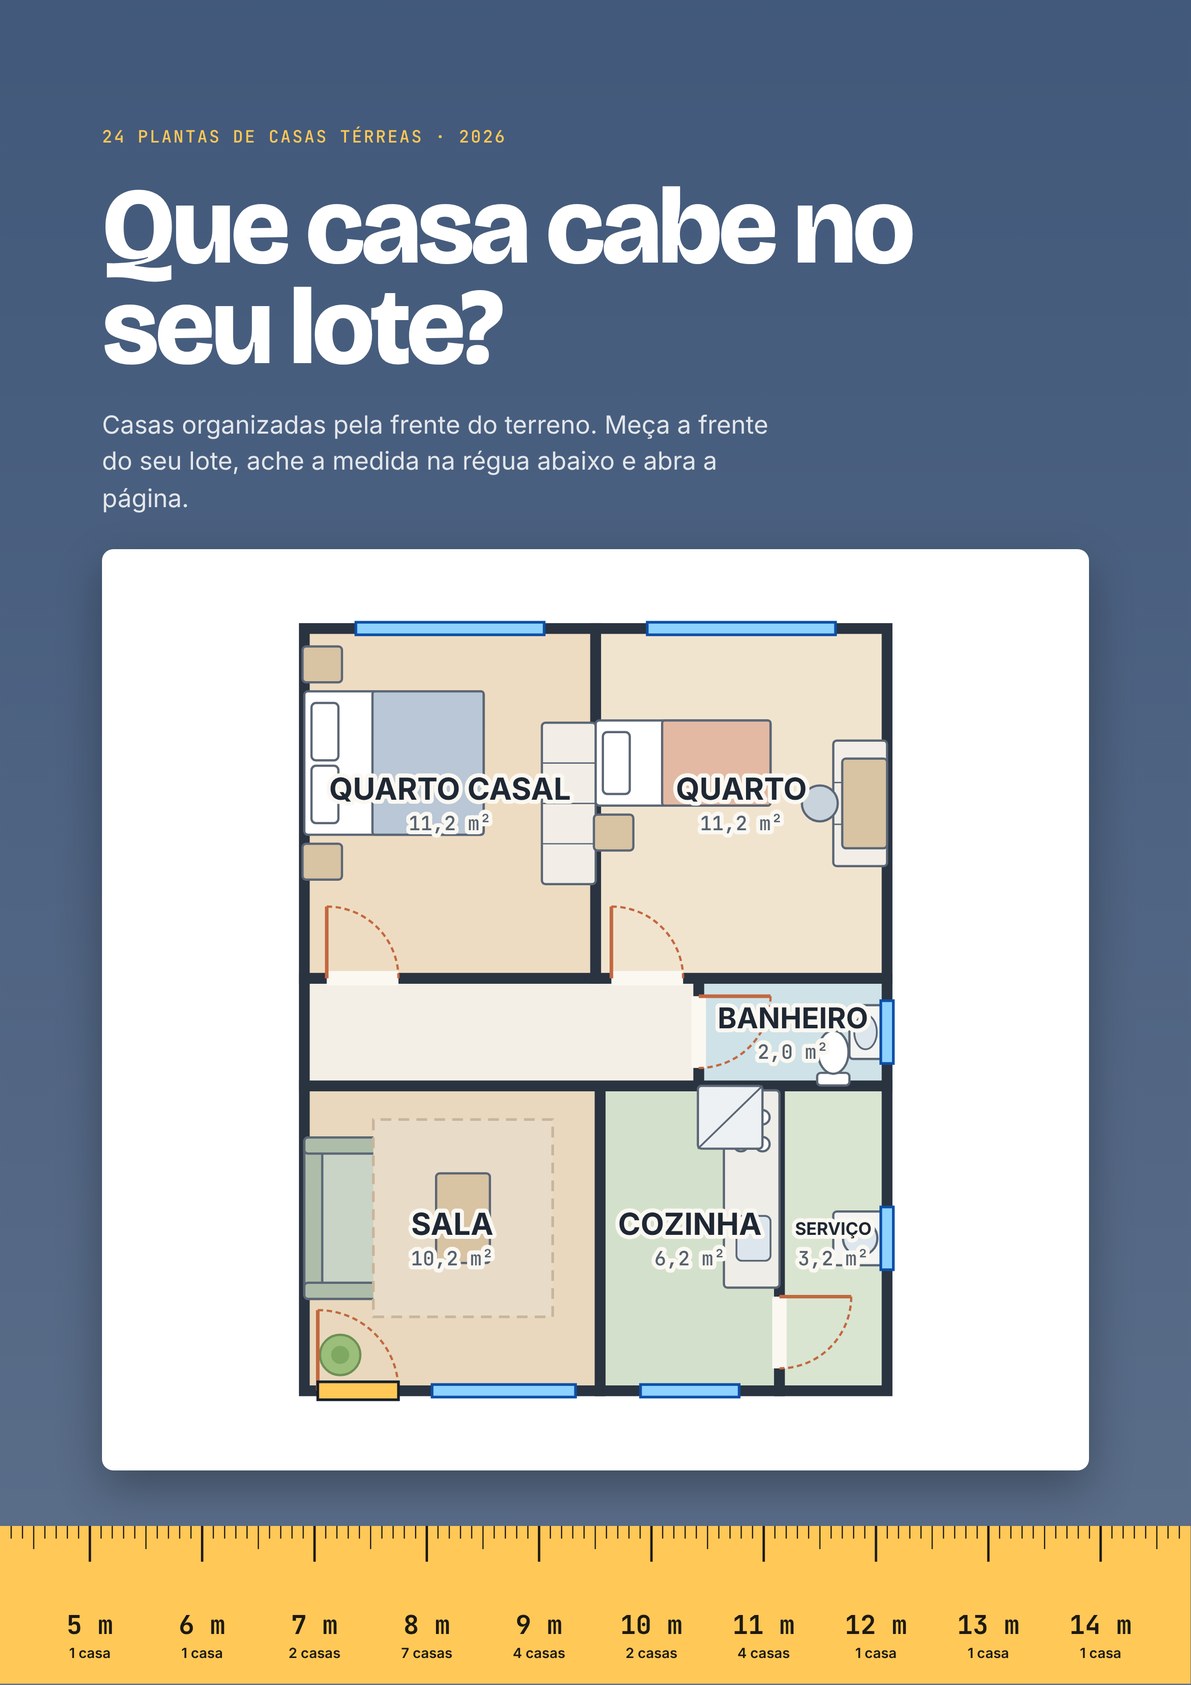 24 PLANTAS DE CASAS TÉRREAS · 2026
Que casa cabe no
seu lote?
Casas organizadas pela frente do terreno. Meça a frente
do seu lote, ache a medida na régua abaixo e abra a
página.
QUARTO CASAL
11,2 m²
QUARTO
11,2 m²
BANHEIRO
2,0 m²
SALA
10,2 m²
COZINHA
6,2 m²
SERVIÇO
3,2 m²
5 m
1 casa
6 m
1 casa
7 m
2 casas
8 m
7 casas
9 m
4 casas
10 m
2 casas
11 m
4 casas
12 m
1 casa
13 m
1 casa
14 m
1 casa